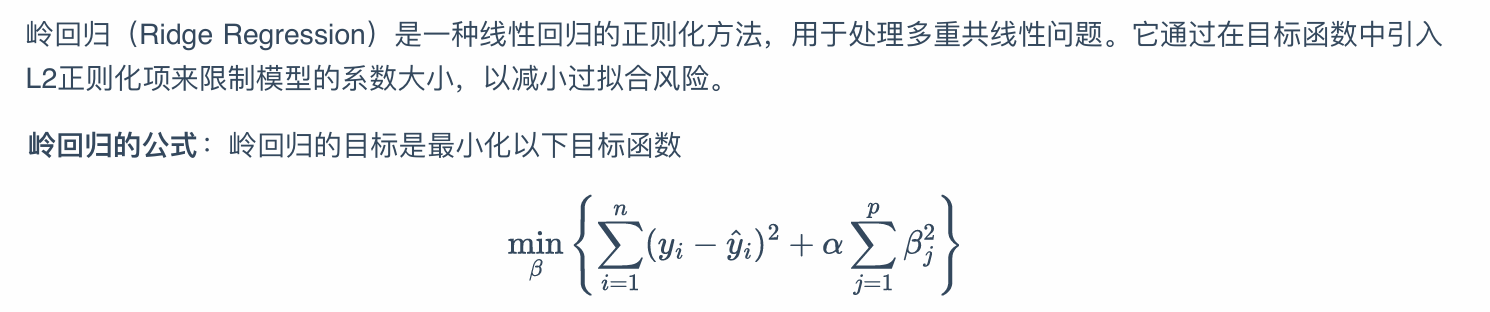 岭回归（Ridge Regression）是一种线性回归的正则化方法，用于处理多重共线性问题。它通过在目标函数中引入
L2正则化项来限制模型的系数大小，以减小过拟合风险。
岭回归的公式：岭回归的目标是最小化以下目标函数
\min_{\beta} \left\{ \sum_{i=1}^{n} (y_i - \hat{y}_i)^2 + \alpha \sum_{j=1}^{p} \beta_j^2 \right\}